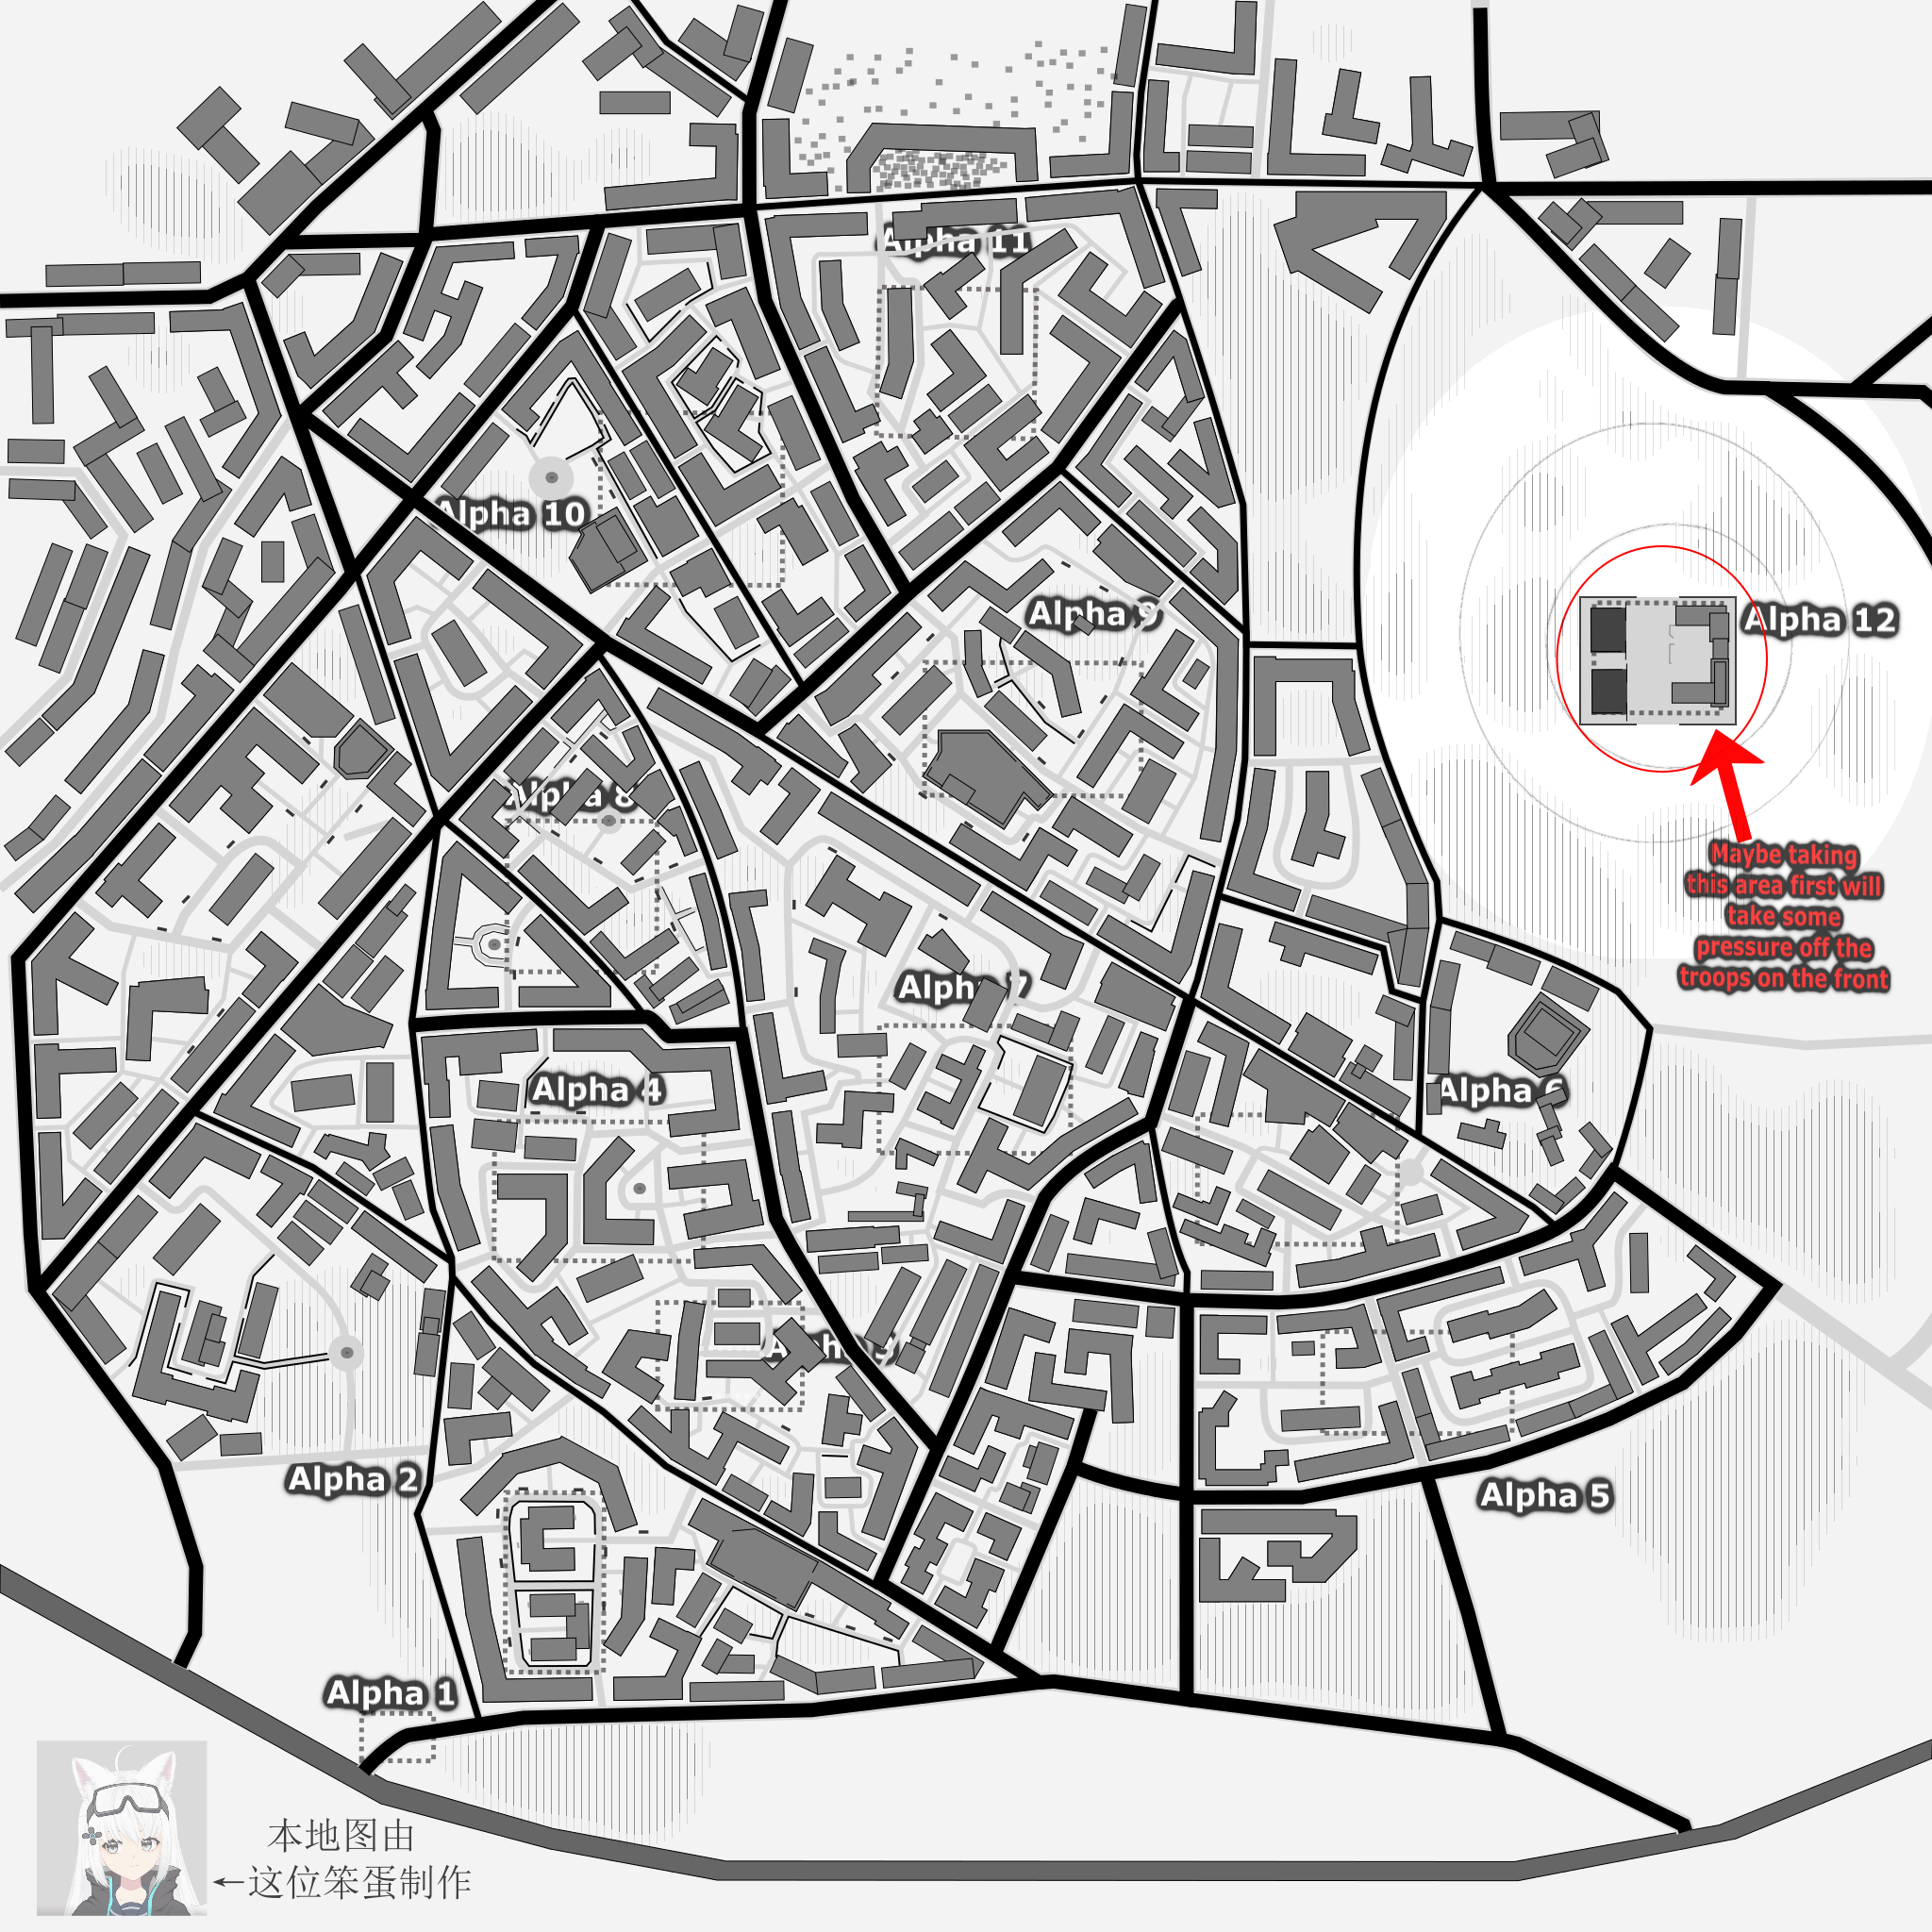 Alpha 11
Alpha 10
Alpha 9
Alpha 12
Alpha 8
Maybe taking
this area first will
take some
pressure off the
troops on the front
Alpha 7
Alpha 4
Alpha 6
Alpha 3
Alpha 2
Alpha 5
Alpha 1
本地图由
←这位笨蛋制作